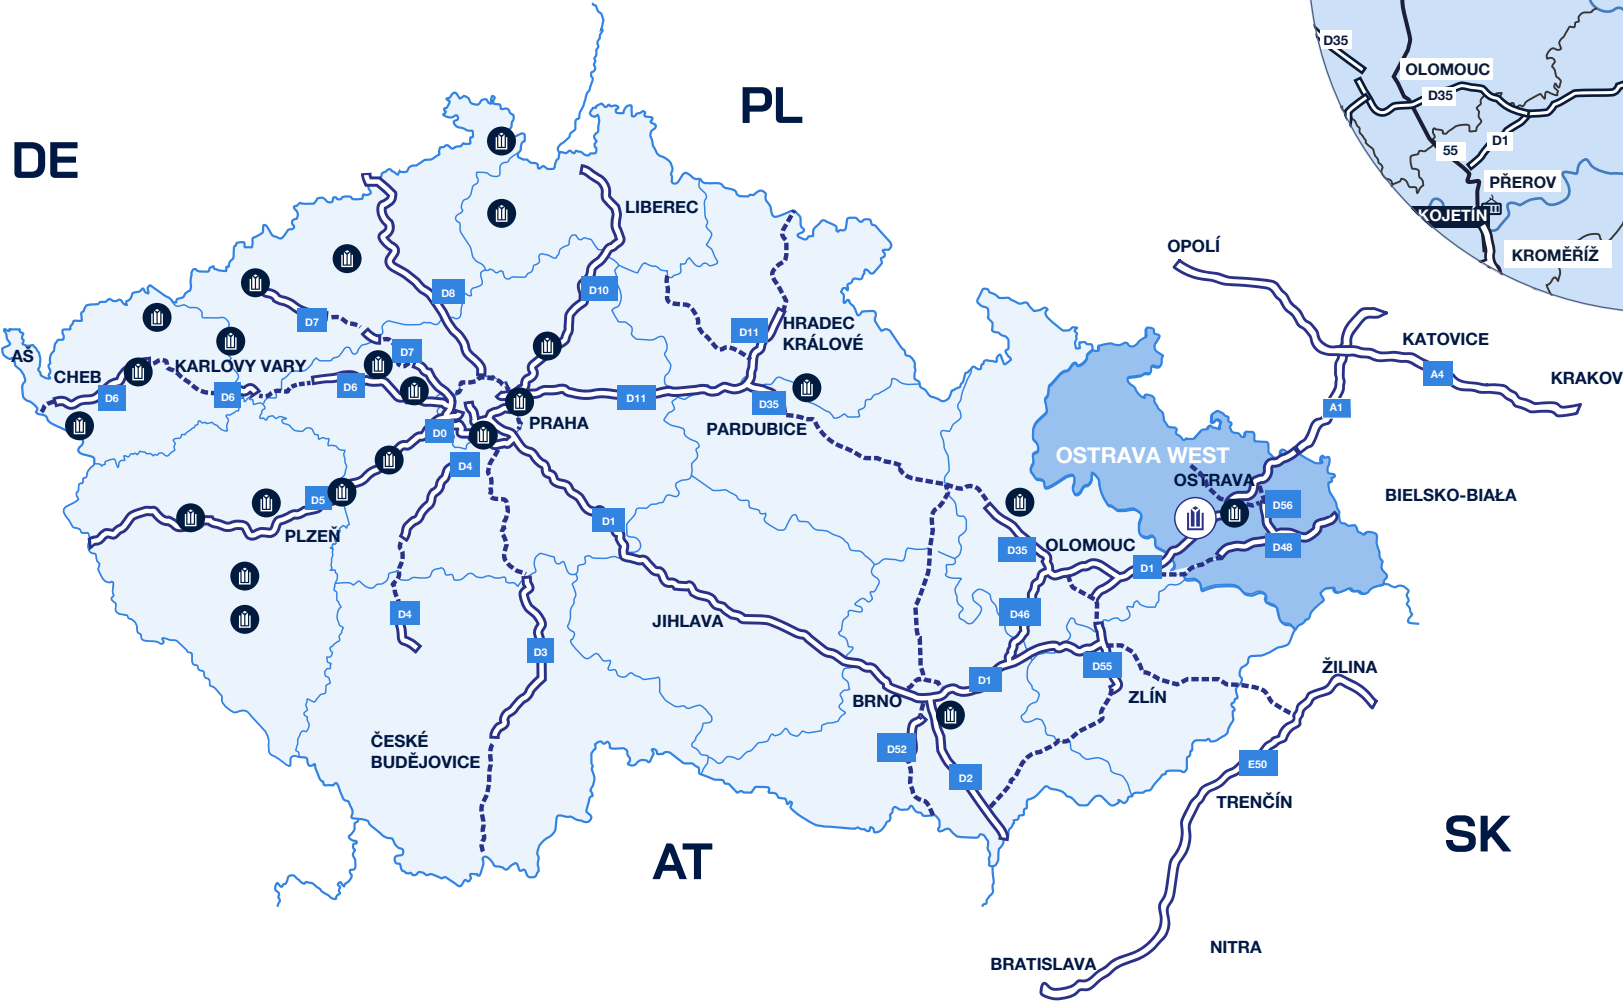 DE
PL
D35
OLOMOUC
D35
D1
55
PŘEROV
KOJETÍN
KROMĚŘÍŽ
LIBEREC
OPOLÍ
D8
D10
D7
D11
HRADEC
KRÁLOVÉ
KATOVICE
AŠ
CHEB
KARLOVY VARY
D7
A4
KRAKOV
D6
D6
D6
D11
D35
A1
PRAHA
PARDUBICE
D0
D4
OSTRAVA WEST
OSTRAVA
BIELSKO-BIAŁA
D5
D56
PLZEŇ
D1
D35
OLOMOUC
D48
D1
D4
D46
JIHLAVA
D3
D1
D55
ŽILINA
BRNO
ZLÍN
ČESKÉ
BUDĚJOVICE
D52
D2
E50
TRENČÍN
AT
SK
NITRA
BRATISLAVA